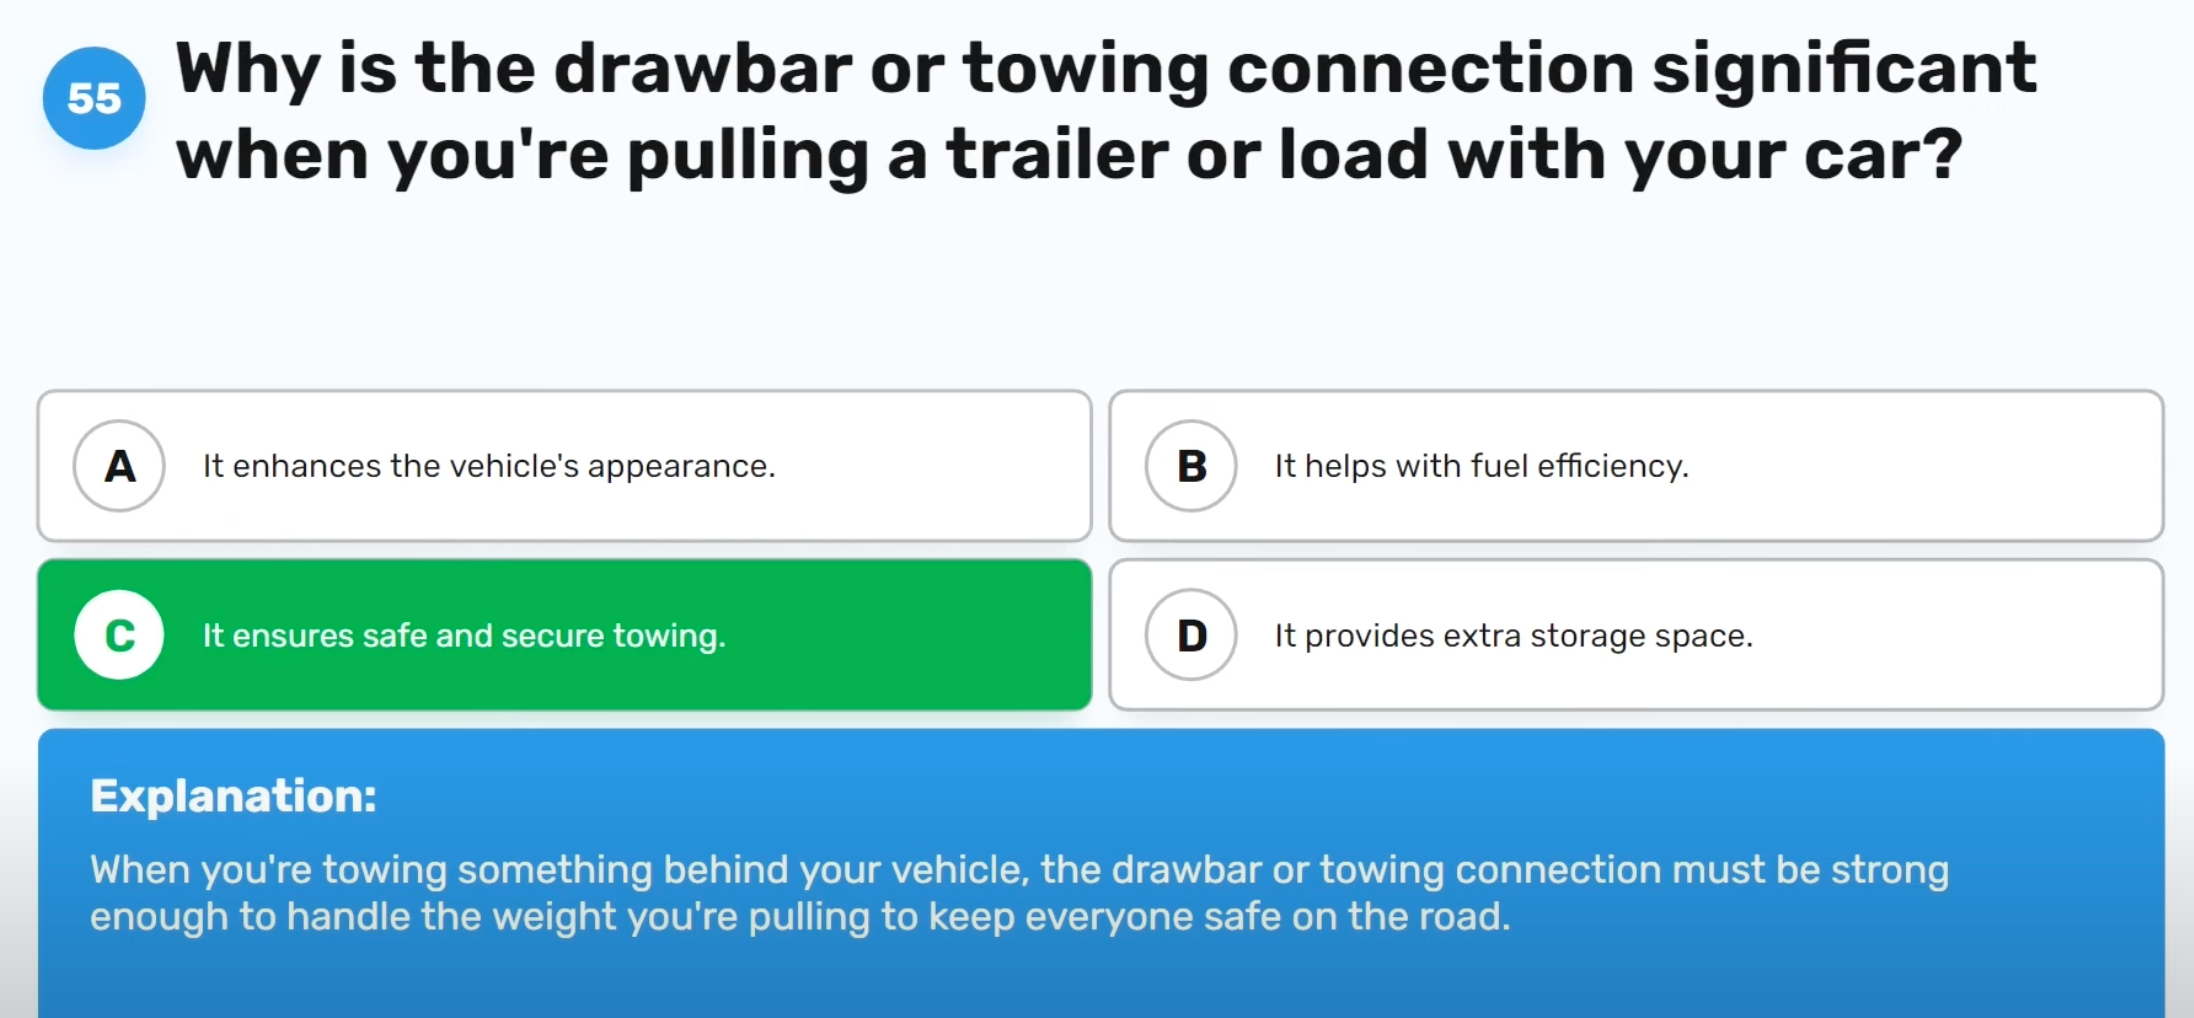 55
Why is the drawbar or towing connection significant
when you're pulling a trailer or load with your car?
A
It enhances the vehicle's appearance.
B
It helps with fuel efficiency.
C
It ensures safe and secure towing.
D
It provides extra storage space.
Explanation:
When you're towing something behind your vehicle, the drawbar or towing connection must be strong
enough to handle the weight you're pulling to keep everyone safe on the road.